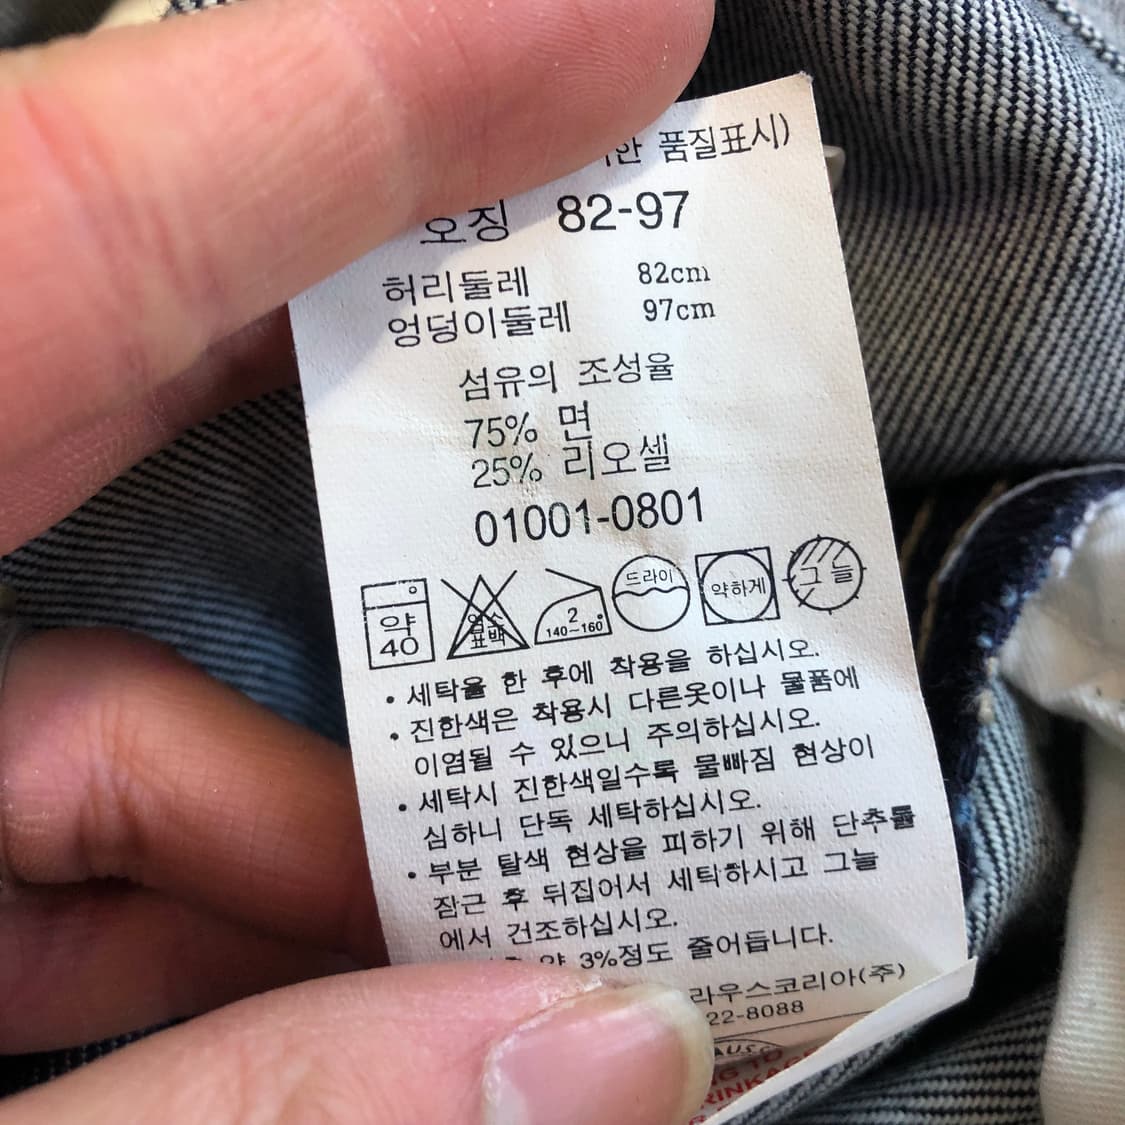 품질표시)
호칭 82-97
허리둘레 82cm
엉덩이둘레 97cm
섬유의 조성율
75% 면
25% 리오셀
01001-0801
약
40
염소
표백
2
140~160°
드라이
약하게
그늘
• 세탁을 한 후에 착용을 하십시오.
• 진한색은 착용시 다른옷이나 물품에
이염될 수 있으니 주의하십시오.
• 세탁시 진한색일수록 물빠짐 현상이
심하니 단독 세탁하십시오.
• 부분 탈색 현상을 피하기 위해 단추를
잠근 후 뒤집어서 세탁하시고 그늘
에서 건조하십시오.
약 3%정도 줄어듭니다.
라우스코리아(주)
22-8088